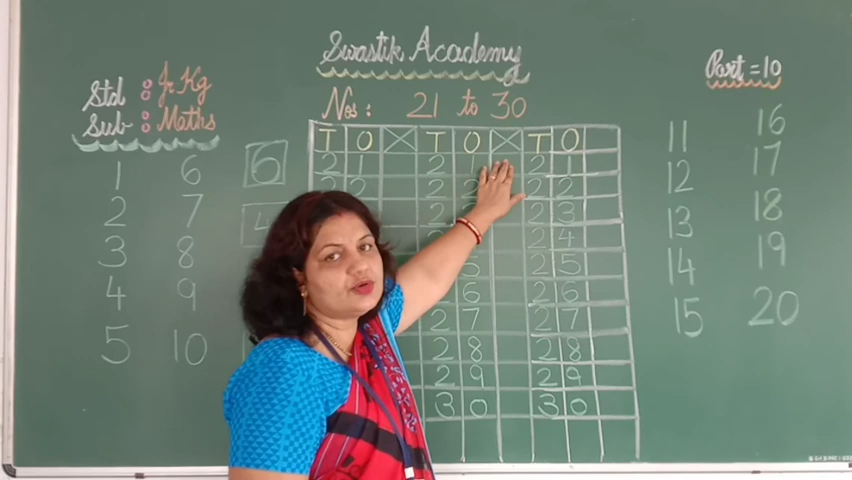 Swastik Academy
Std : Jr. Kg
Sub : Maths
Part = 10
Nos : 21 to 30
1 6
2 7
3 8
4 9
5 10
6
T O X T O X T O
2 1 2 1 2 1
2 2 2 2 2 2
2 2 3
2 4
5 2 5
6 2 6
2 7 2 7
2 8 2 8
2 9 2 9
3 0 3 0
11 16
12 17
13 18
14 19
15 20